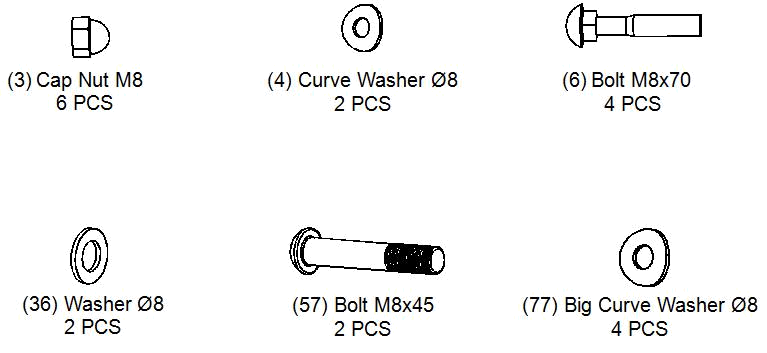 (3) Cap Nut M8
6 PCS
(4) Curve Washer Ø8
2 PCS
(6) Bolt M8x70
4 PCS
(36) Washer Ø8
2 PCS
(57) Bolt M8x45
2 PCS
(77) Big Curve Washer Ø8
4 PCS